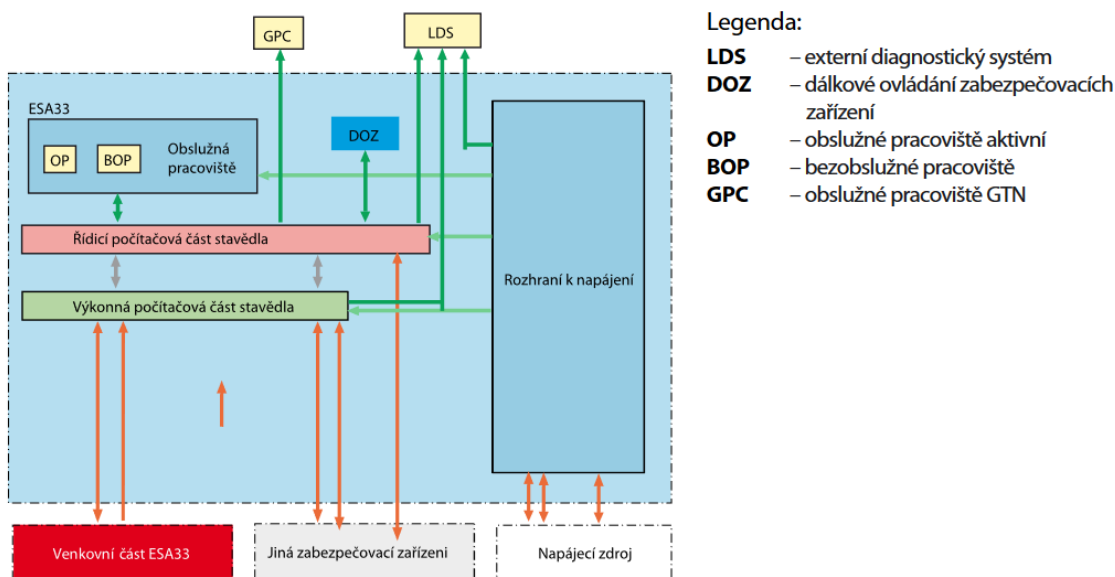 GPC
LDS
ESA33
OP
BOP
Obslužná
pracoviště
DOZ
Řídicí počítačová část stavědla
Výkonná počítačová část stavědla
Rozhraní k napájení
Venkovní část ESA33
Jiná zabezpečovací zařízeni
Napájecí zdroj
Legenda:
LDS – externí diagnostický systém
DOZ – dálkové ovládání zabezpečovacích
zařízení
OP – obslužné pracoviště aktivní
BOP – bezobslužné pracoviště
GPC – obslužné pracoviště GTN